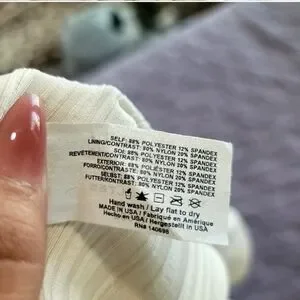 SELF: 88% POLYESTER 12% SPANDEX
LINING/CONTRAST: 80% NYLON 20% SPANDEX
SOI: 88% POLYESTER 12% SPANDEX
REVÊTEMENT/CONTRAST: 80% NYLON 20% SPANDEX
EXTERIOR: 88% POLYESTER 12% SPANDEX
FORRO/CONTRASTE: 80% NYLON 20% SPANDEX
SELBST: 88% POLYESTER 12% SPANDEX
FUTTER/KONTRAST: 80% NYLON 20% SPANDEX
Hand wash / Lay flat to dry
MADE IN USA / Fabriqué en Amérique
Hecho en USA / Hergestellt in USA
RN# 140695